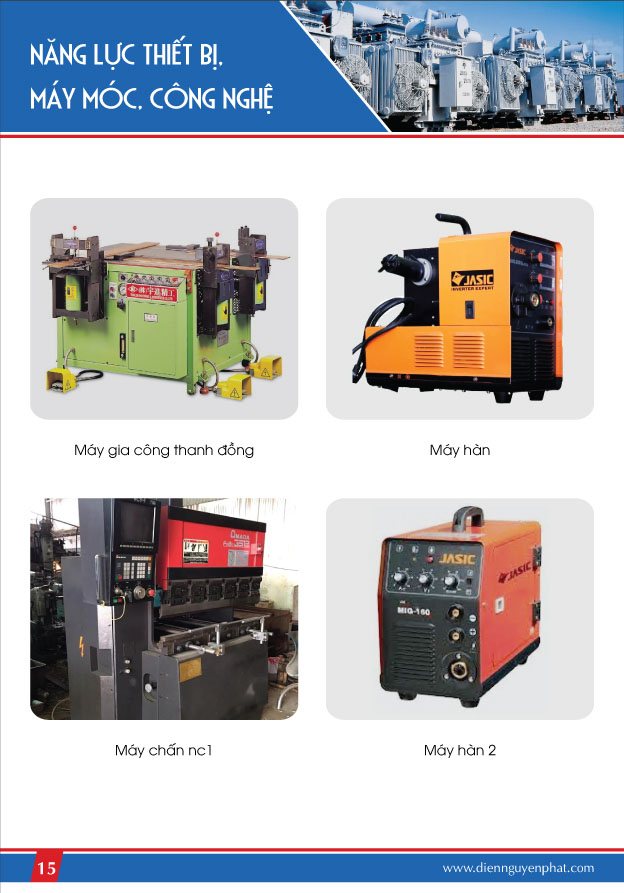 NĂNG LỰC THIẾT BỊ,
MÁY MÓC, CÔNG NGHỆ
JASIC
INVERTER EXPERT
Máy gia công thanh đồng
Máy hàn
AMADA
JASIC
JASIC
MIG-160
Máy chấn nc1
Máy hàn 2
15
www.diennguyenphat.com